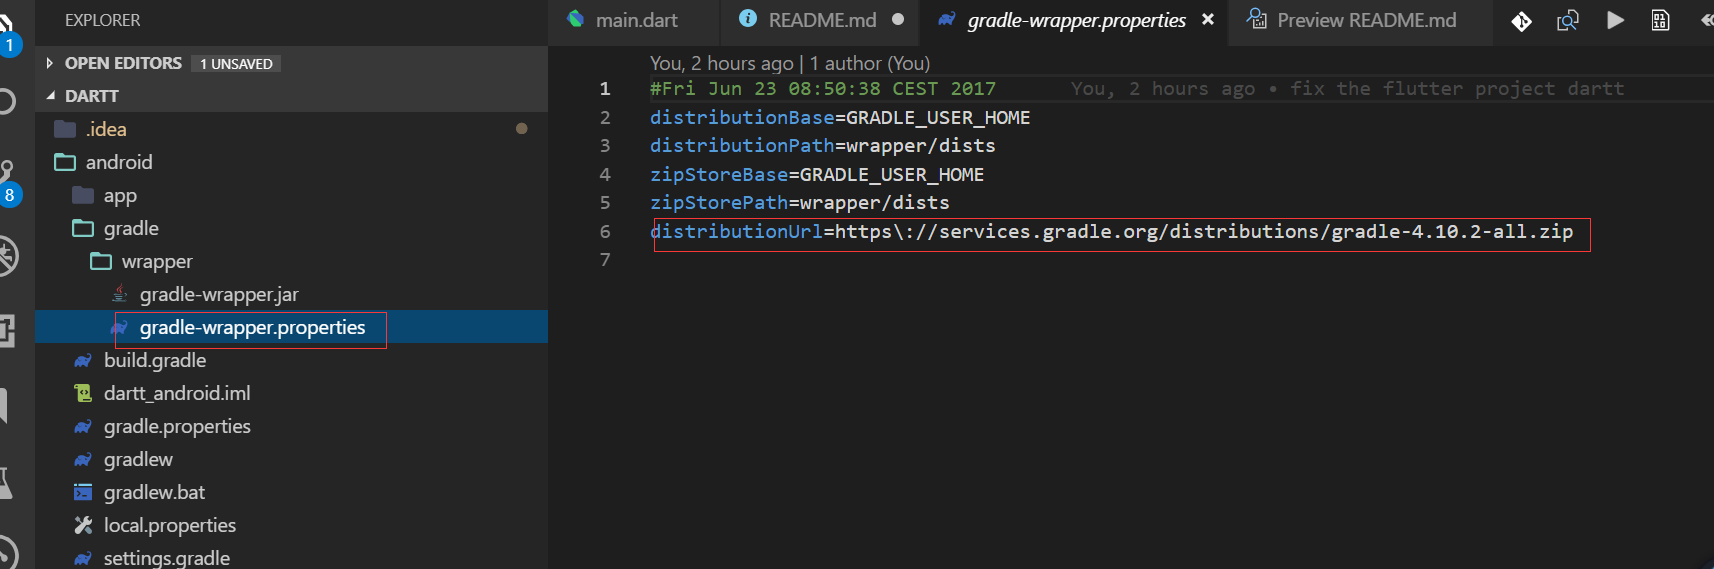 EXPLORER
OPEN EDITORS 1 UNSAVED
DARTT
.idea
android
app
gradle
wrapper
gradle-wrapper.jar
gradle-wrapper.properties
build.gradle
dartt_android.iml
gradle.properties
gradlew
gradlew.bat
local.properties
settings.gradle
1
8
main.dart README.md gradle-wrapper.properties Preview README.md
You, 2 hours ago | 1 author (You)
1 #Fri Jun 23 08:50:38 CEST 2017 You, 2 hours ago • fix the flutter project dartt
2 distributionBase=GRADLE_USER_HOME
3 distributionPath=wrapper/dists
4 zipStoreBase=GRADLE_USER_HOME
5 zipStorePath=wrapper/dists
6 distributionUrl=https\://services.gradle.org/distributions/gradle-4.10.2-all.zip
7